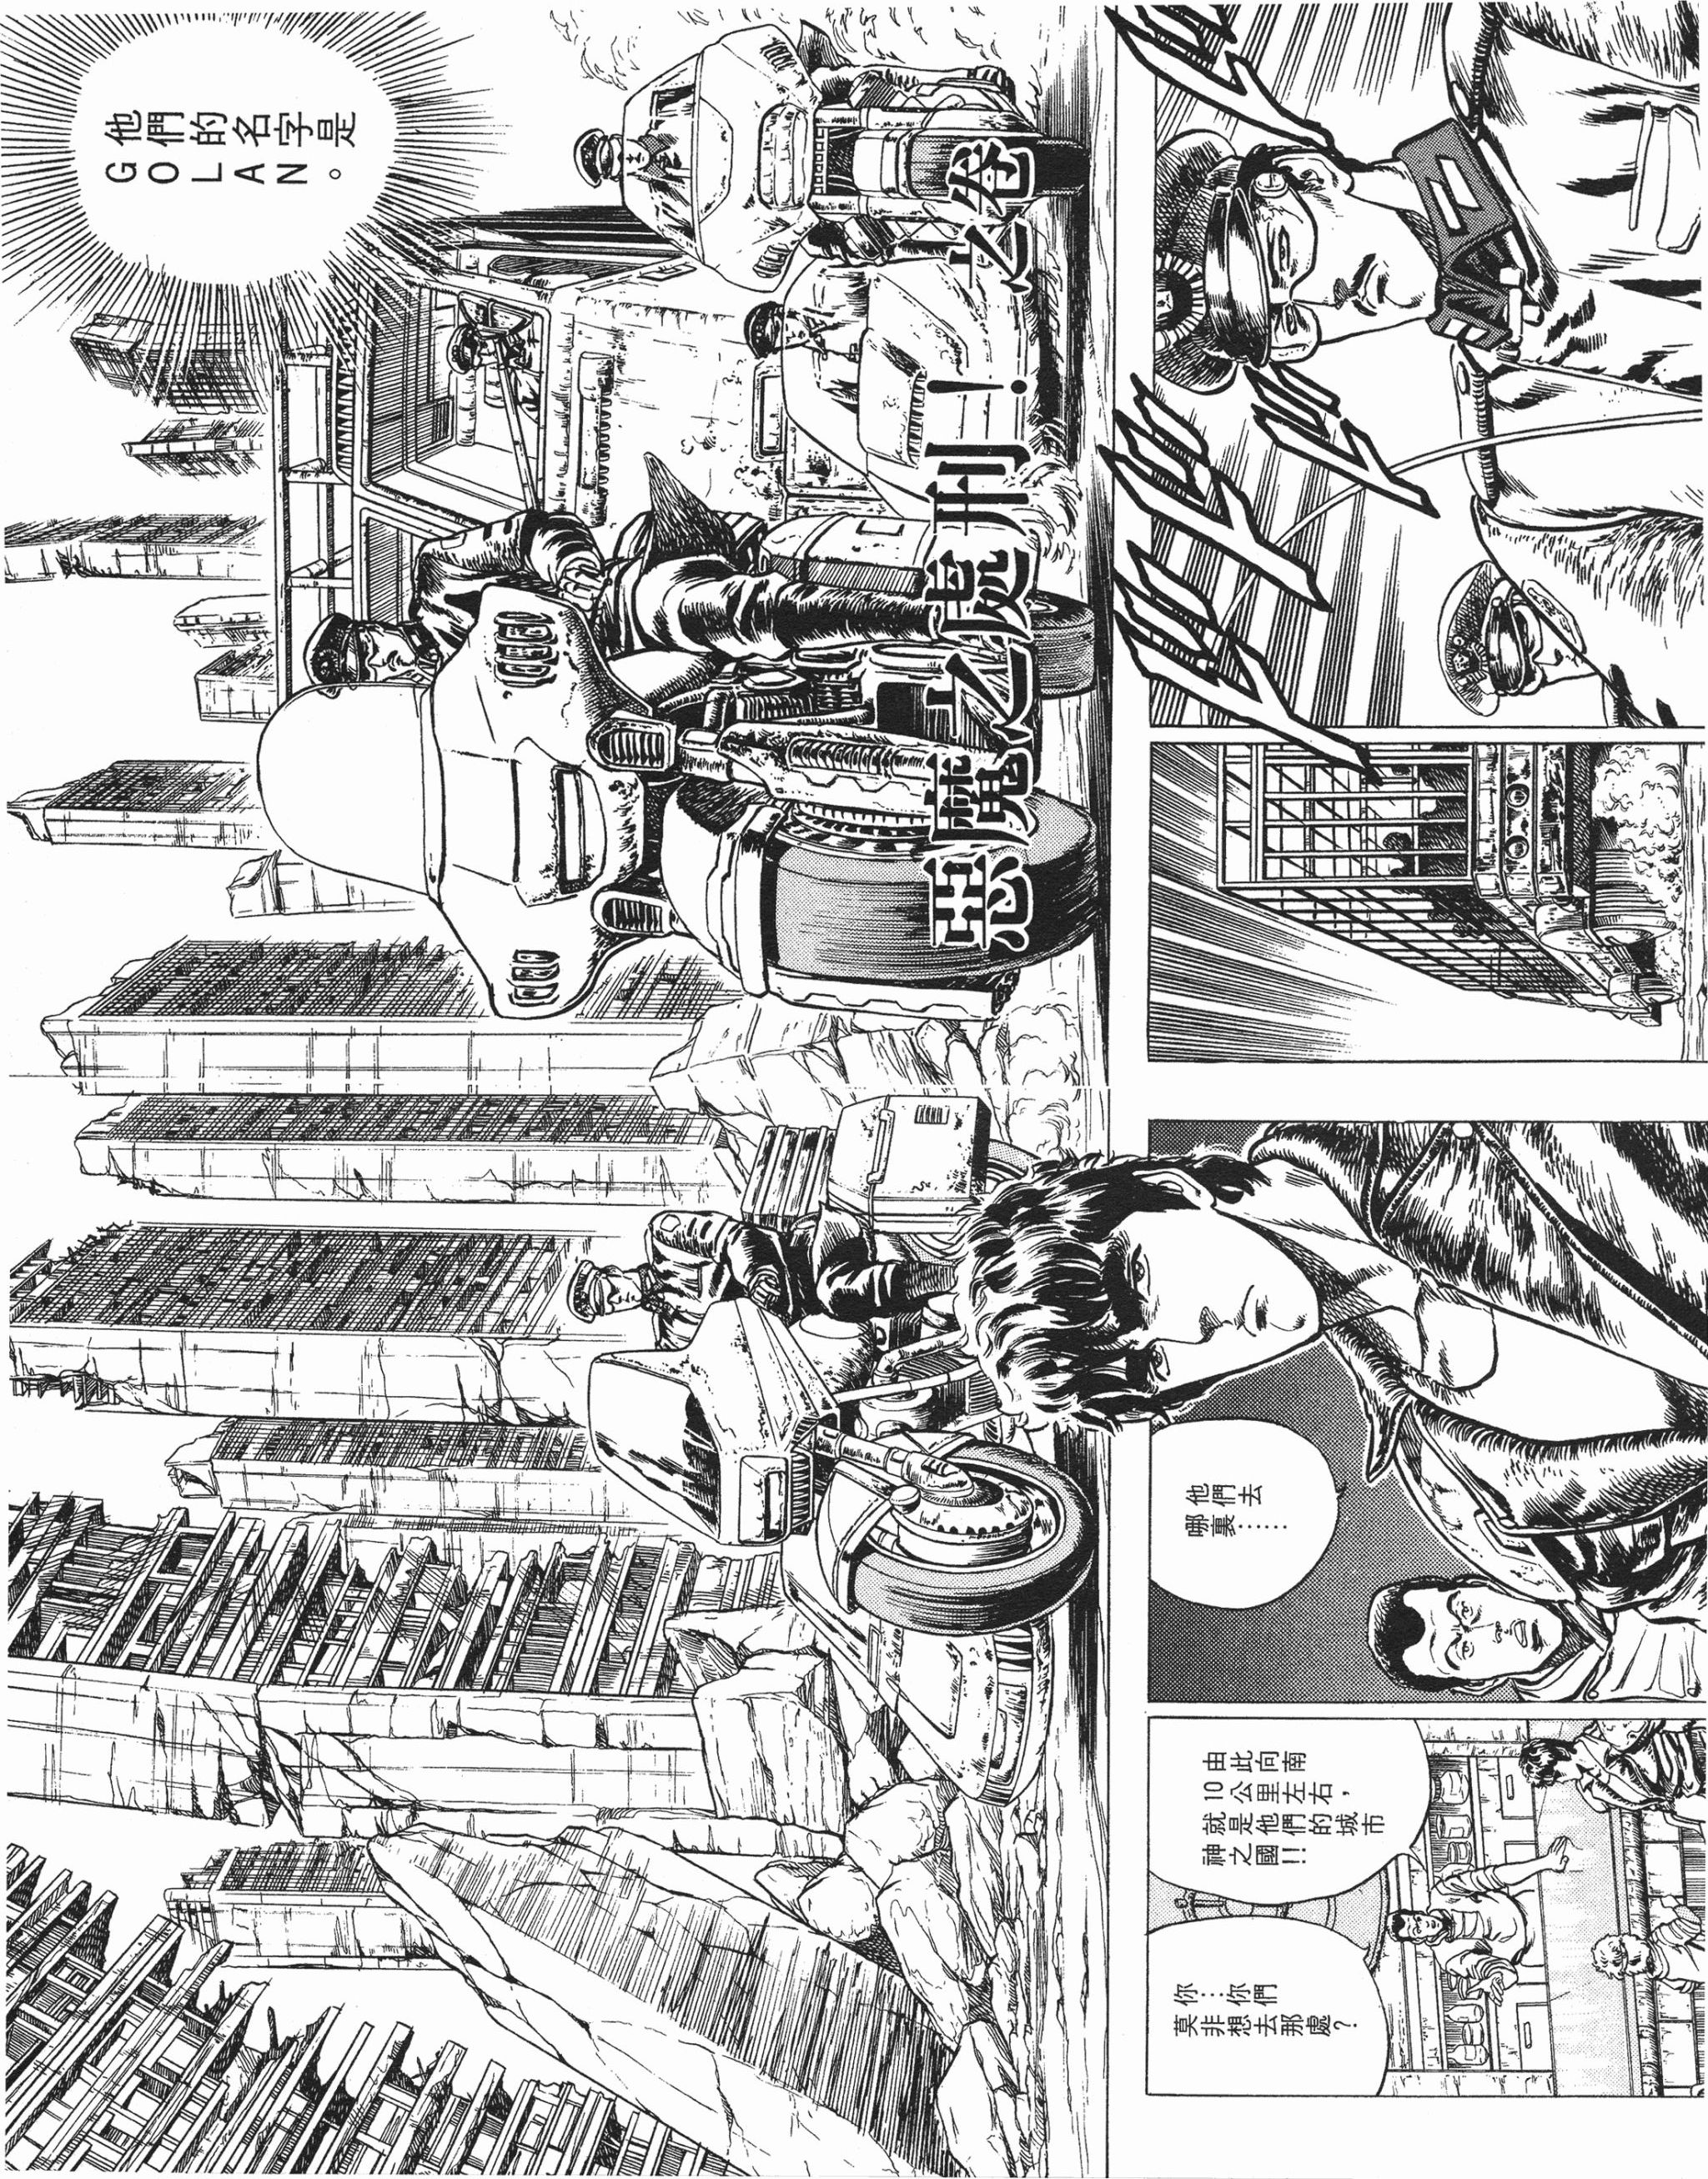 他們的名字是
GOLAN。
惡魔之處刑！之卷
他們去
哪裏……
由此向南
10公里左右，
就是他們的城市
神之國!!
你…你們
莫非想去那處？